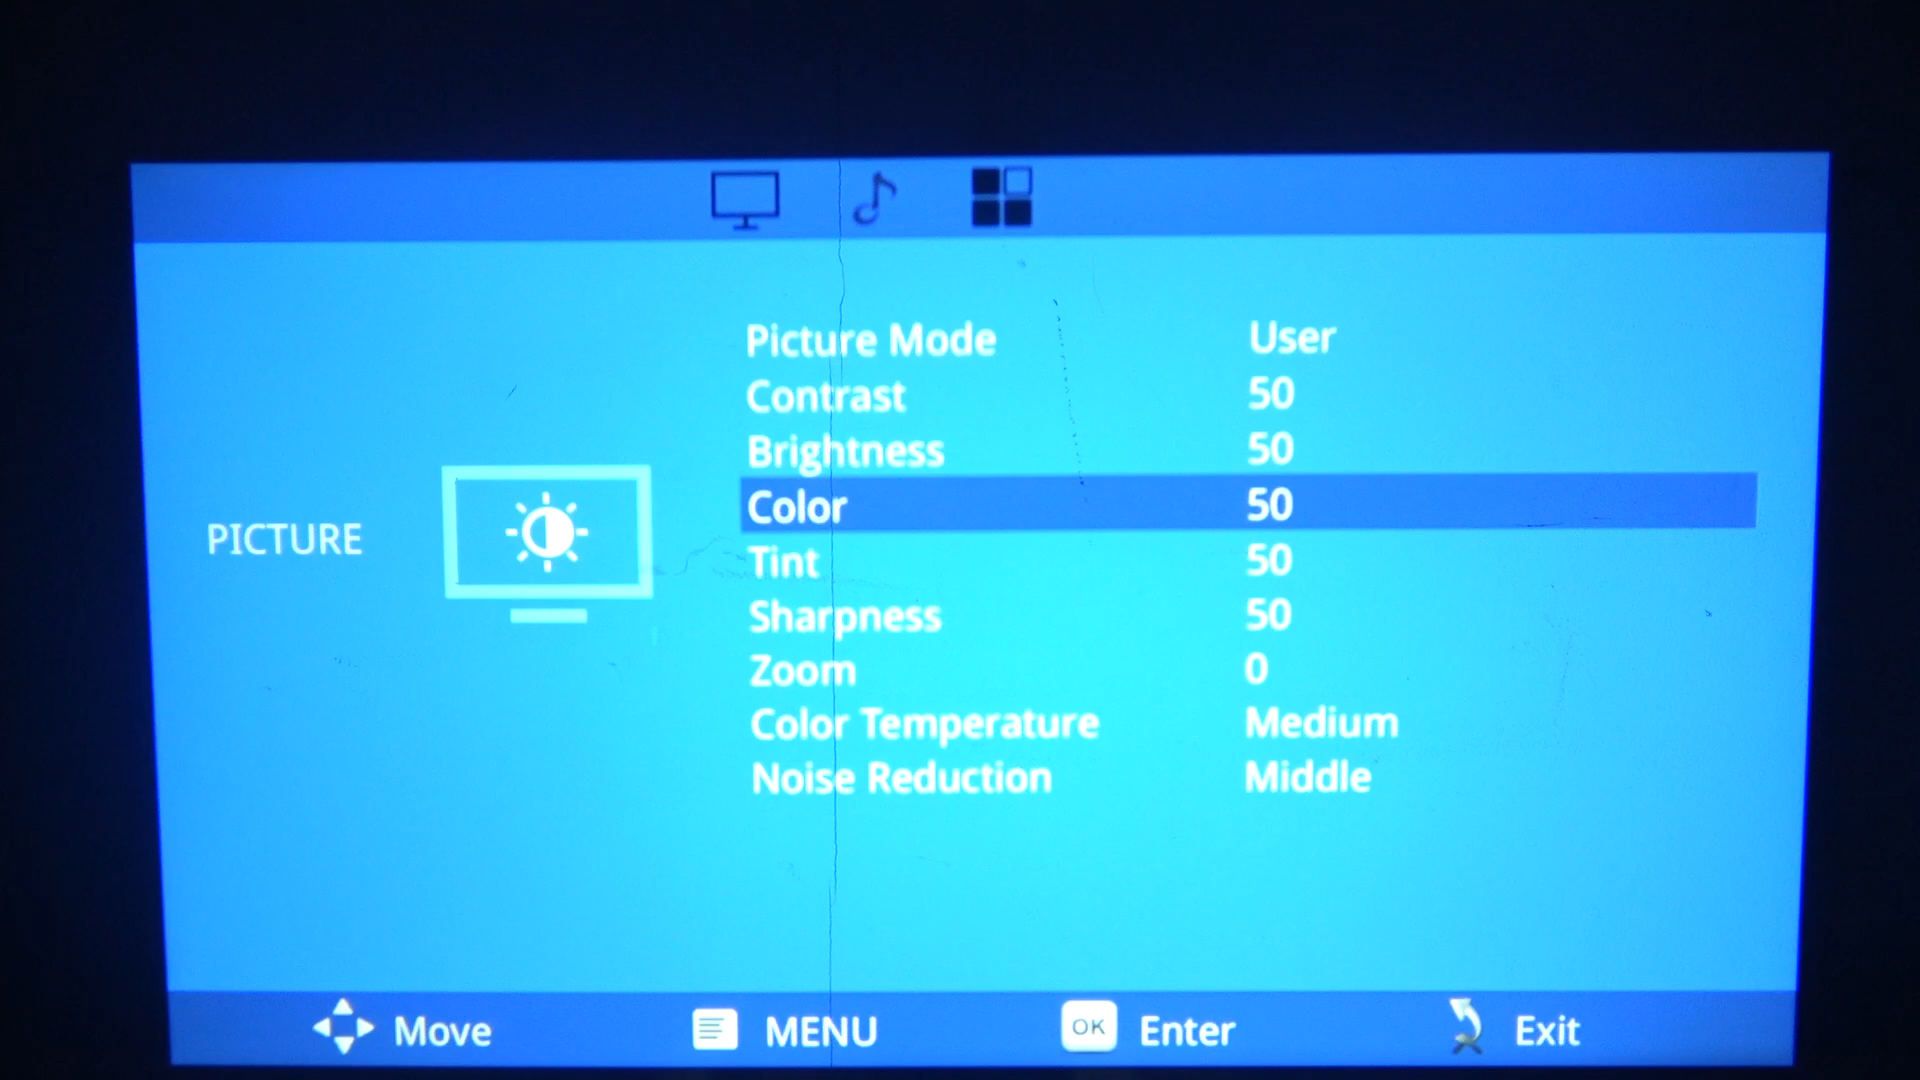 Picture Mode User
Contrast 50
Brightness 50
Color 50
Tint 50
Sharpness 50
Zoom 0
Color Temperature Medium
Noise Reduction Middle
PICTURE
Move MENU OK Enter Exit